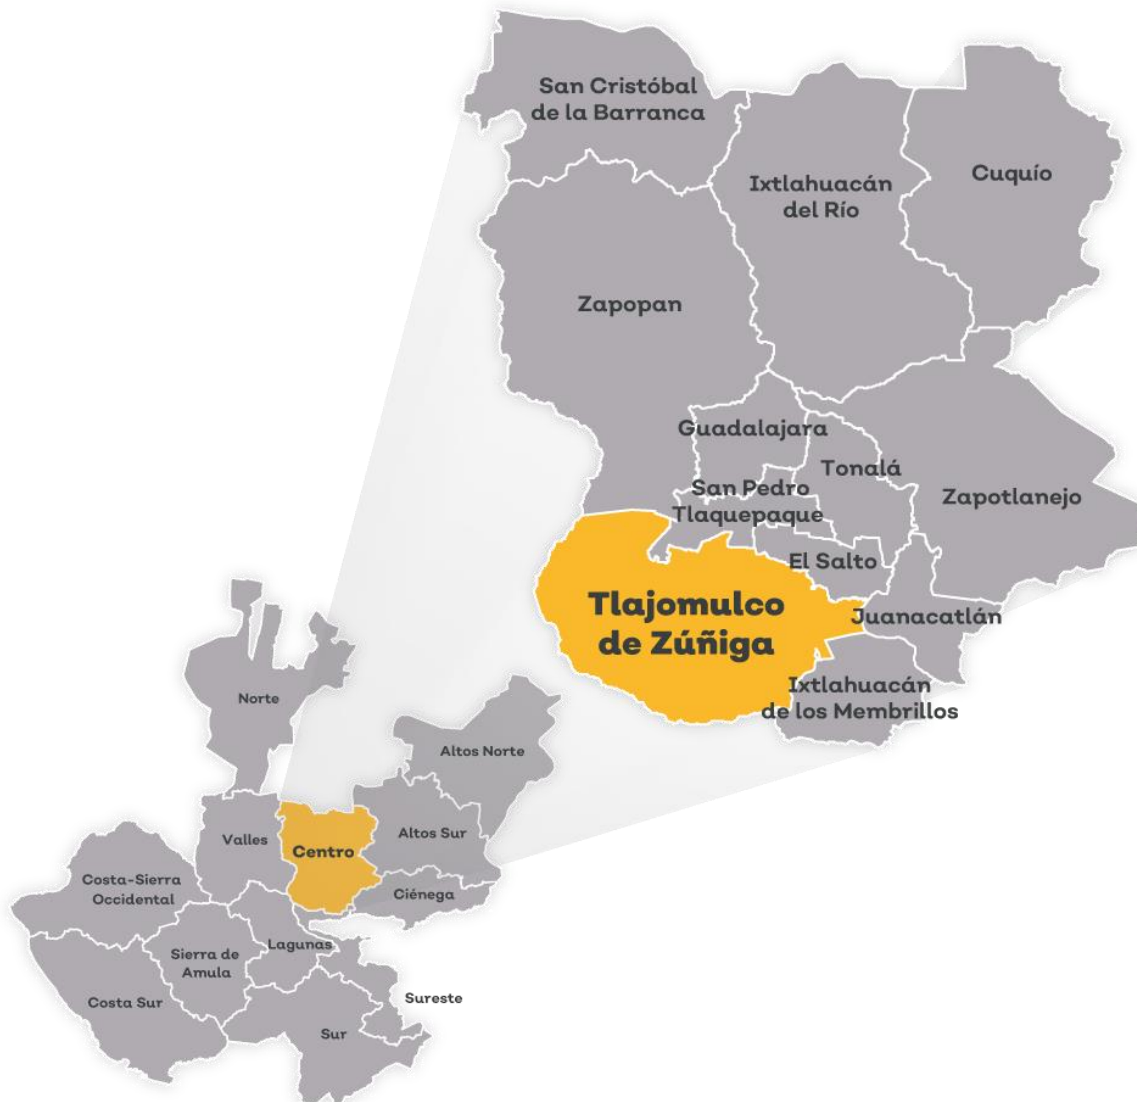 San Cristóbal
de la Barranca
Cuquío
Ixtlahuacán
del Río
Zapopan
Guadalajara
Tonalá
San Pedro
Tlaquepaque
Zapotlanejo
El Salto
Tlajomulco
de Zúñiga
Juanacatlán
Ixtlahuacán
de los Membrillos
Norte
Altos Norte
Valles
Centro
Altos Sur
Costa-Sierra
Occidental
Ciénega
Lagunas
Sierra de
Amula
Costa Sur
Sureste
Sur